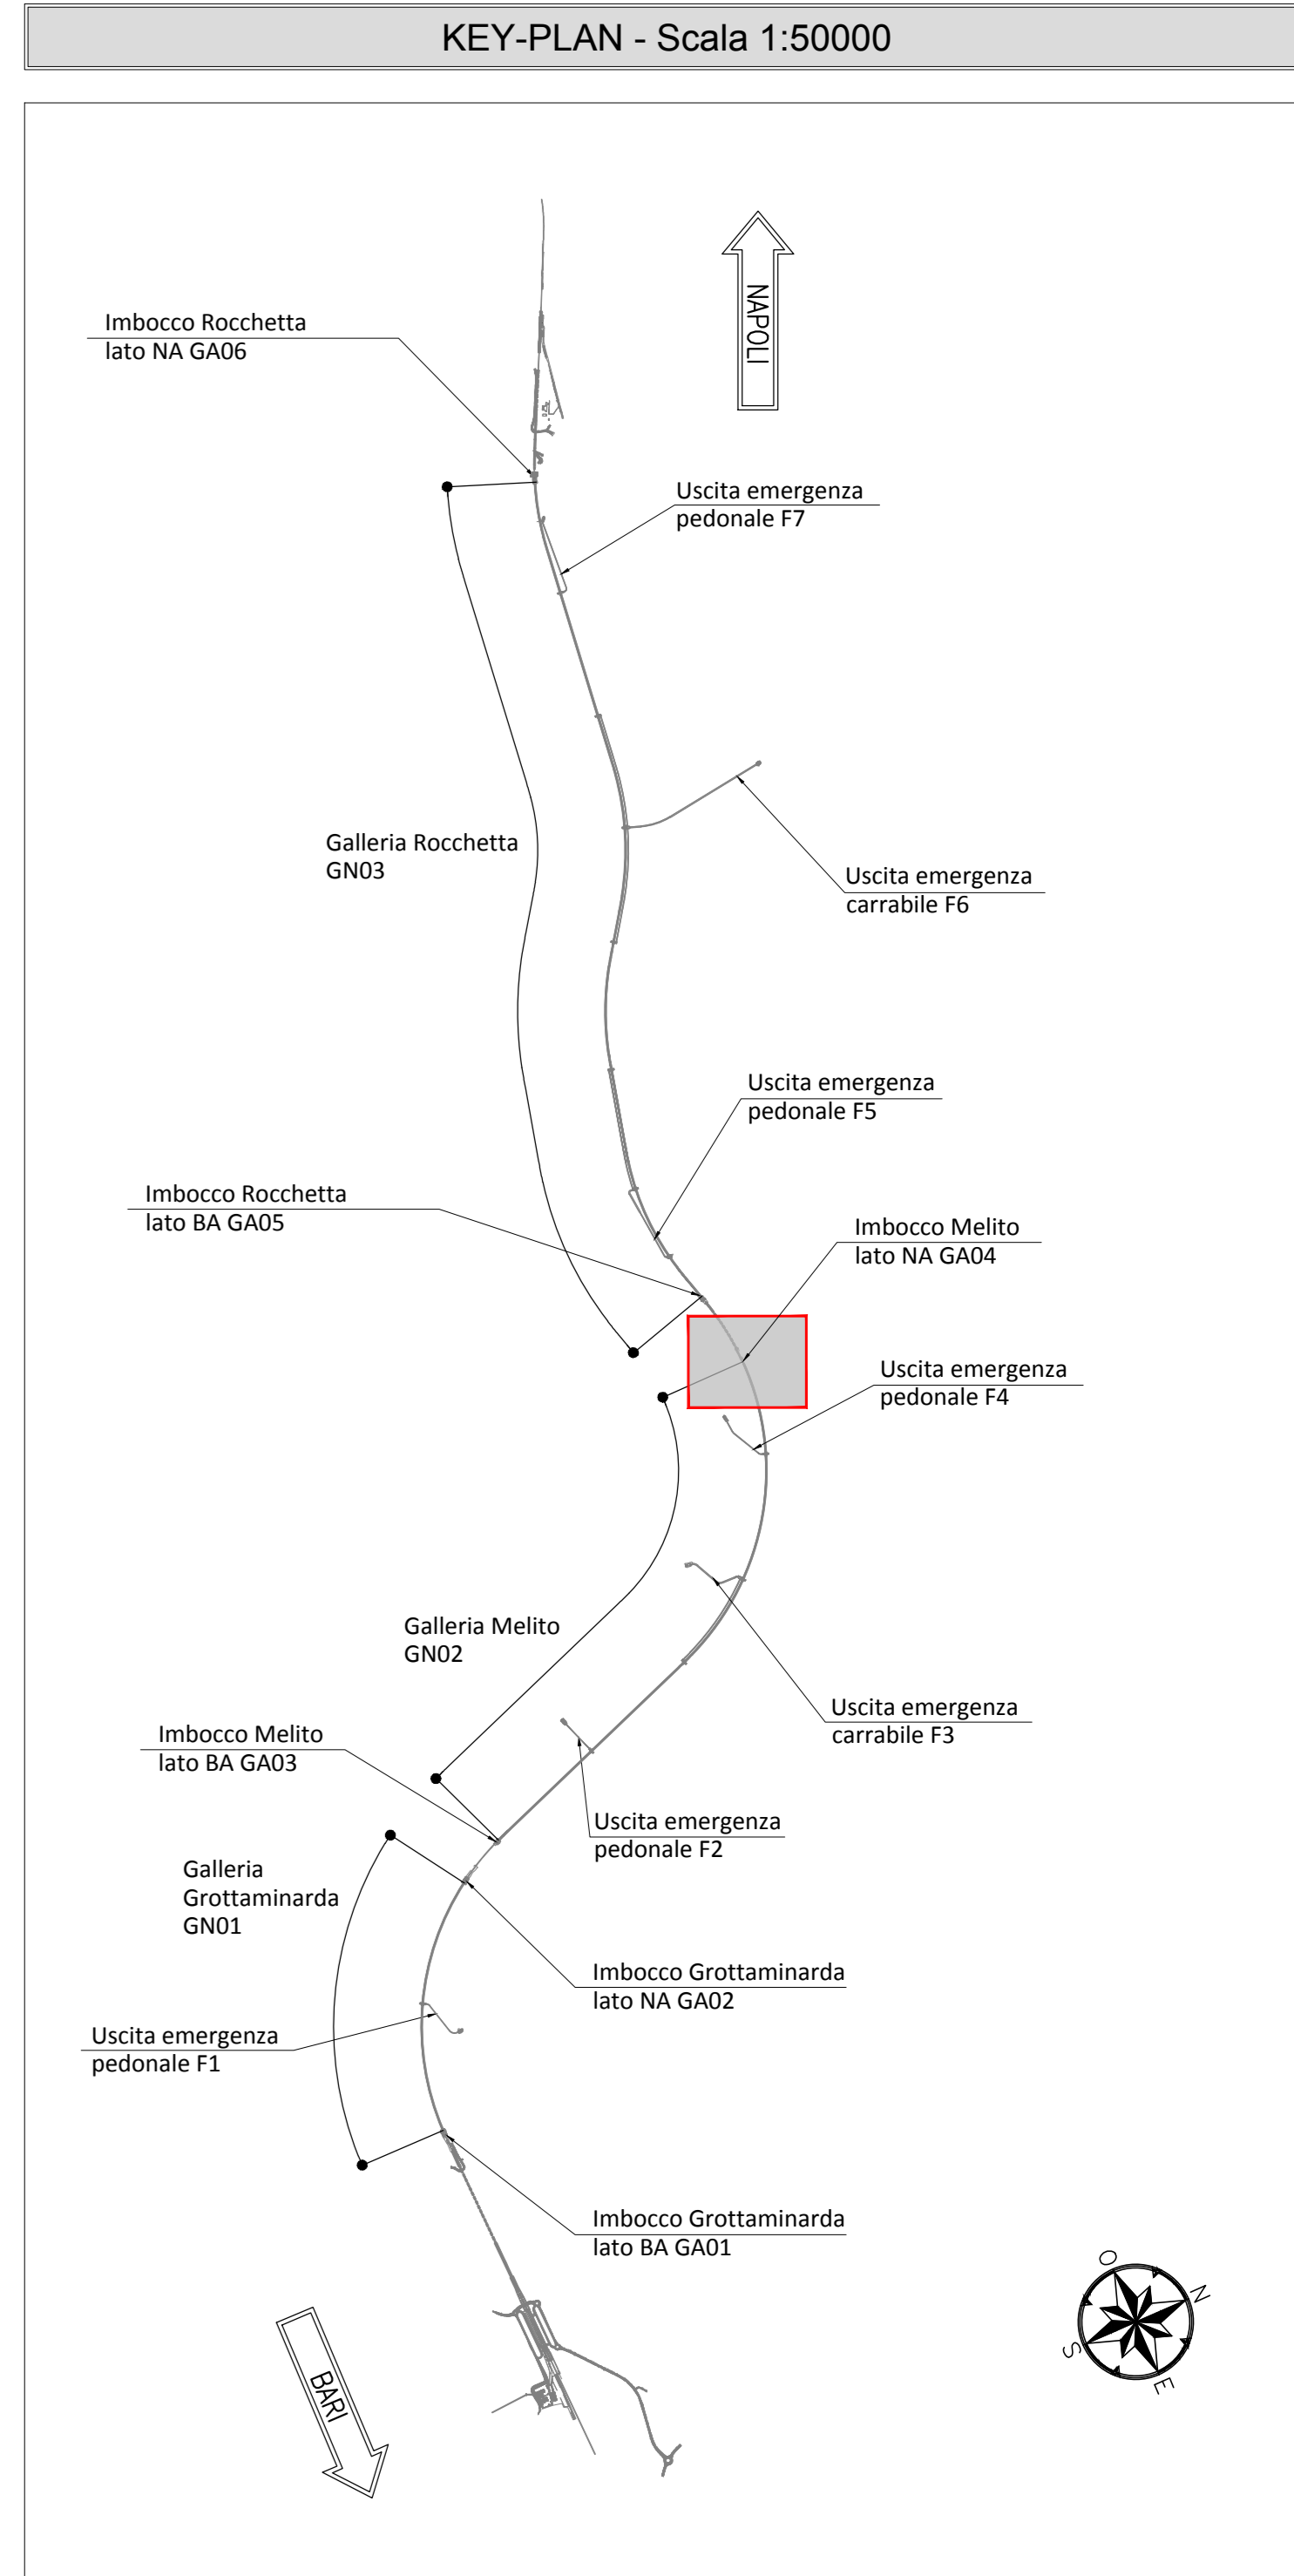 KEY-PLAN - Scala 1:50000
NAPOLI
Imbocco Rocchetta
lato NA GA06
Uscita emergenza
pedonale F7
Galleria Rocchetta
GN03
Uscita emergenza
carrabile F6
Uscita emergenza
pedonale F5
Imbocco Rocchetta
lato BA GA05
Imbocco Melito
lato NA GA04
Uscita emergenza
pedonale F4
Galleria Melito
GN02
Uscita emergenza
carrabile F3
Imbocco Melito
lato BA GA03
Uscita emergenza
pedonale F2
Galleria
Grottaminarda
GN01
Imbocco Grottaminarda
lato NA GA02
Uscita emergenza
pedonale F1
Imbocco Grottaminarda
lato BA GA01
O
N
S
E
BARI